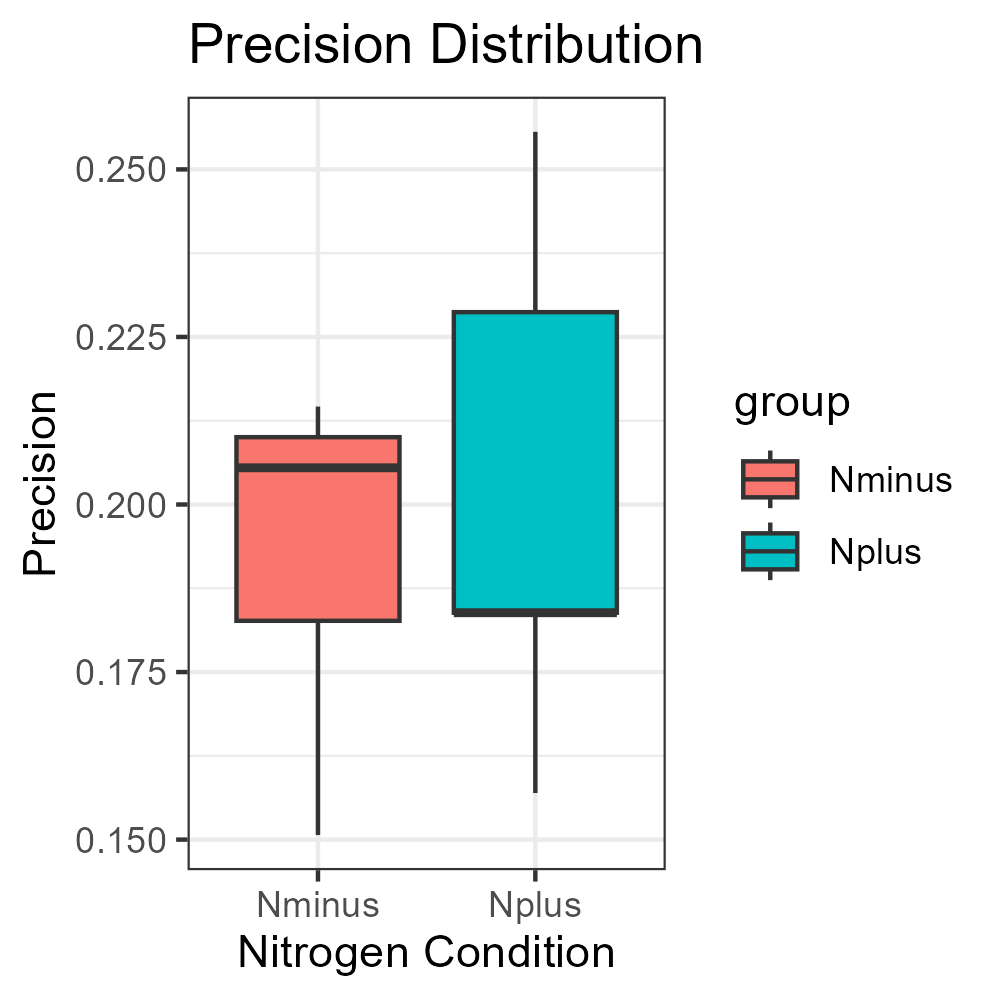 Precision Distribution
0.250
0.225
0.200
0.175
0.150
Precision
Nminus
Nplus
Nitrogen Condition
group
Nminus
Nplus